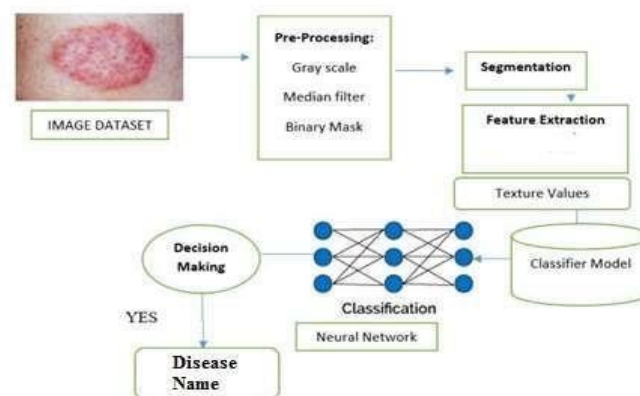 IMAGE DATASET
Pre-Processing:
Gray scale
Median filter
Binary Mask
Segmentation
Feature Extraction
Texture Values
Classifier Model
Classification
Neural Network
Decision
Making
YES
Disease
Name